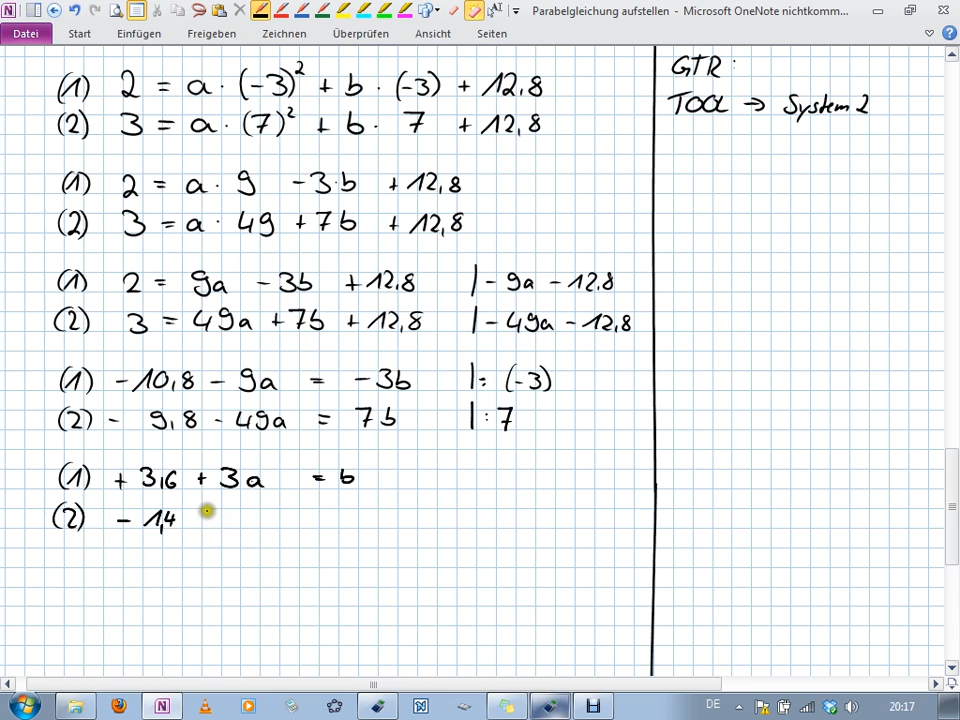 Parabelgleichung aufstellen - Microsoft OneNote nichtkomm...
Datei Start Einfügen Freigeben Zeichnen Überprüfen Ansicht Seiten
(1) 2 = a · (-3)² + b · (-3) + 12,8
(2) 3 = a · (7)² + b · 7 + 12,8
(1) 2 = a · 9 - 3 · b + 12,8
(2) 3 = a · 49 + 7b + 12,8
(1) 2 = 9a - 3b + 12,8 | - 9a - 12,8
(2) 3 = 49a + 7b + 12,8 | - 49a - 12,8
(1) - 10,8 - 9a = - 3b | : (-3)
(2) - 9,8 - 49a = 7b | : 7
(1) + 3,6 + 3a = b
(2) - 1,4
GTR:
TOOL → System 2
DE 20:17